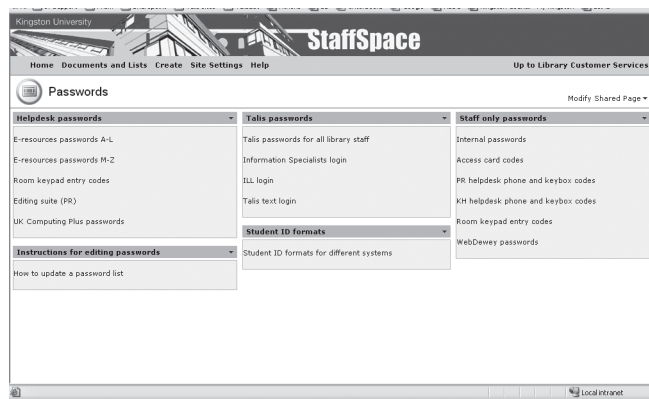 Kingston University
StaffSpace
Home Documents and Lists Create Site Settings Help
Up to Library Customer Services
Passwords
Modify Shared Page
Helpdesk passwords
E-resources passwords A-L
E-resources passwords M-Z
Room keypad entry codes
Editing suite (PR)
UK Computing Plus passwords
Instructions for editing passwords
How to update a password list
Talis passwords
Talis passwords for all library staff
Information Specialists login
ILL login
Talis text login
Student ID formats
Student ID formats for different systems
Staff only passwords
Internal passwords
Access card codes
PR helpdesk phone and keybox codes
KH helpdesk phone and keybox codes
Room keypad entry codes
WebDewey passwords
Local intranet